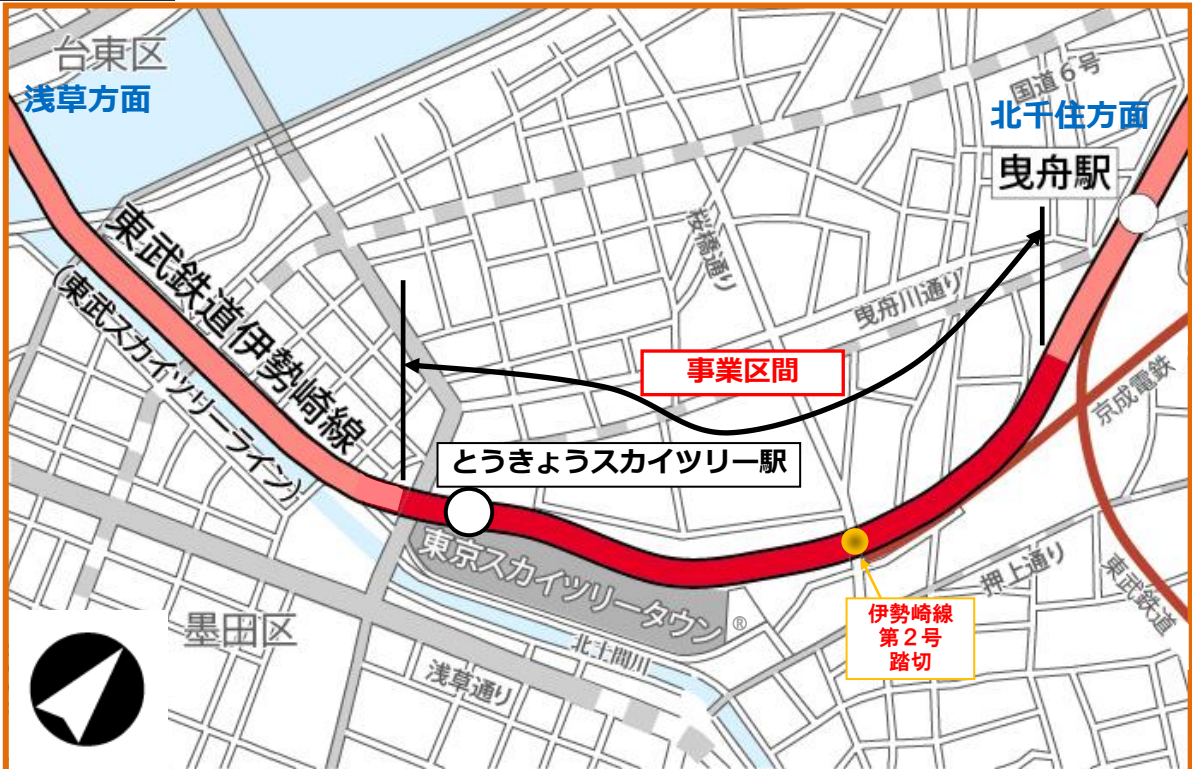 台東区
浅草方面
国道6号
北千住方面
曳舟駅
東武鉄道伊勢崎線
（東武スカイツリーライン）
桜橋通り
曳舟川通り
事業区間
京成電鉄
とうきょうスカイツリー駅
東京スカイツリータウン®
押上通り
東武鉄道
伊勢崎線
第２号
踏切
墨田区
北十間川
浅草通り